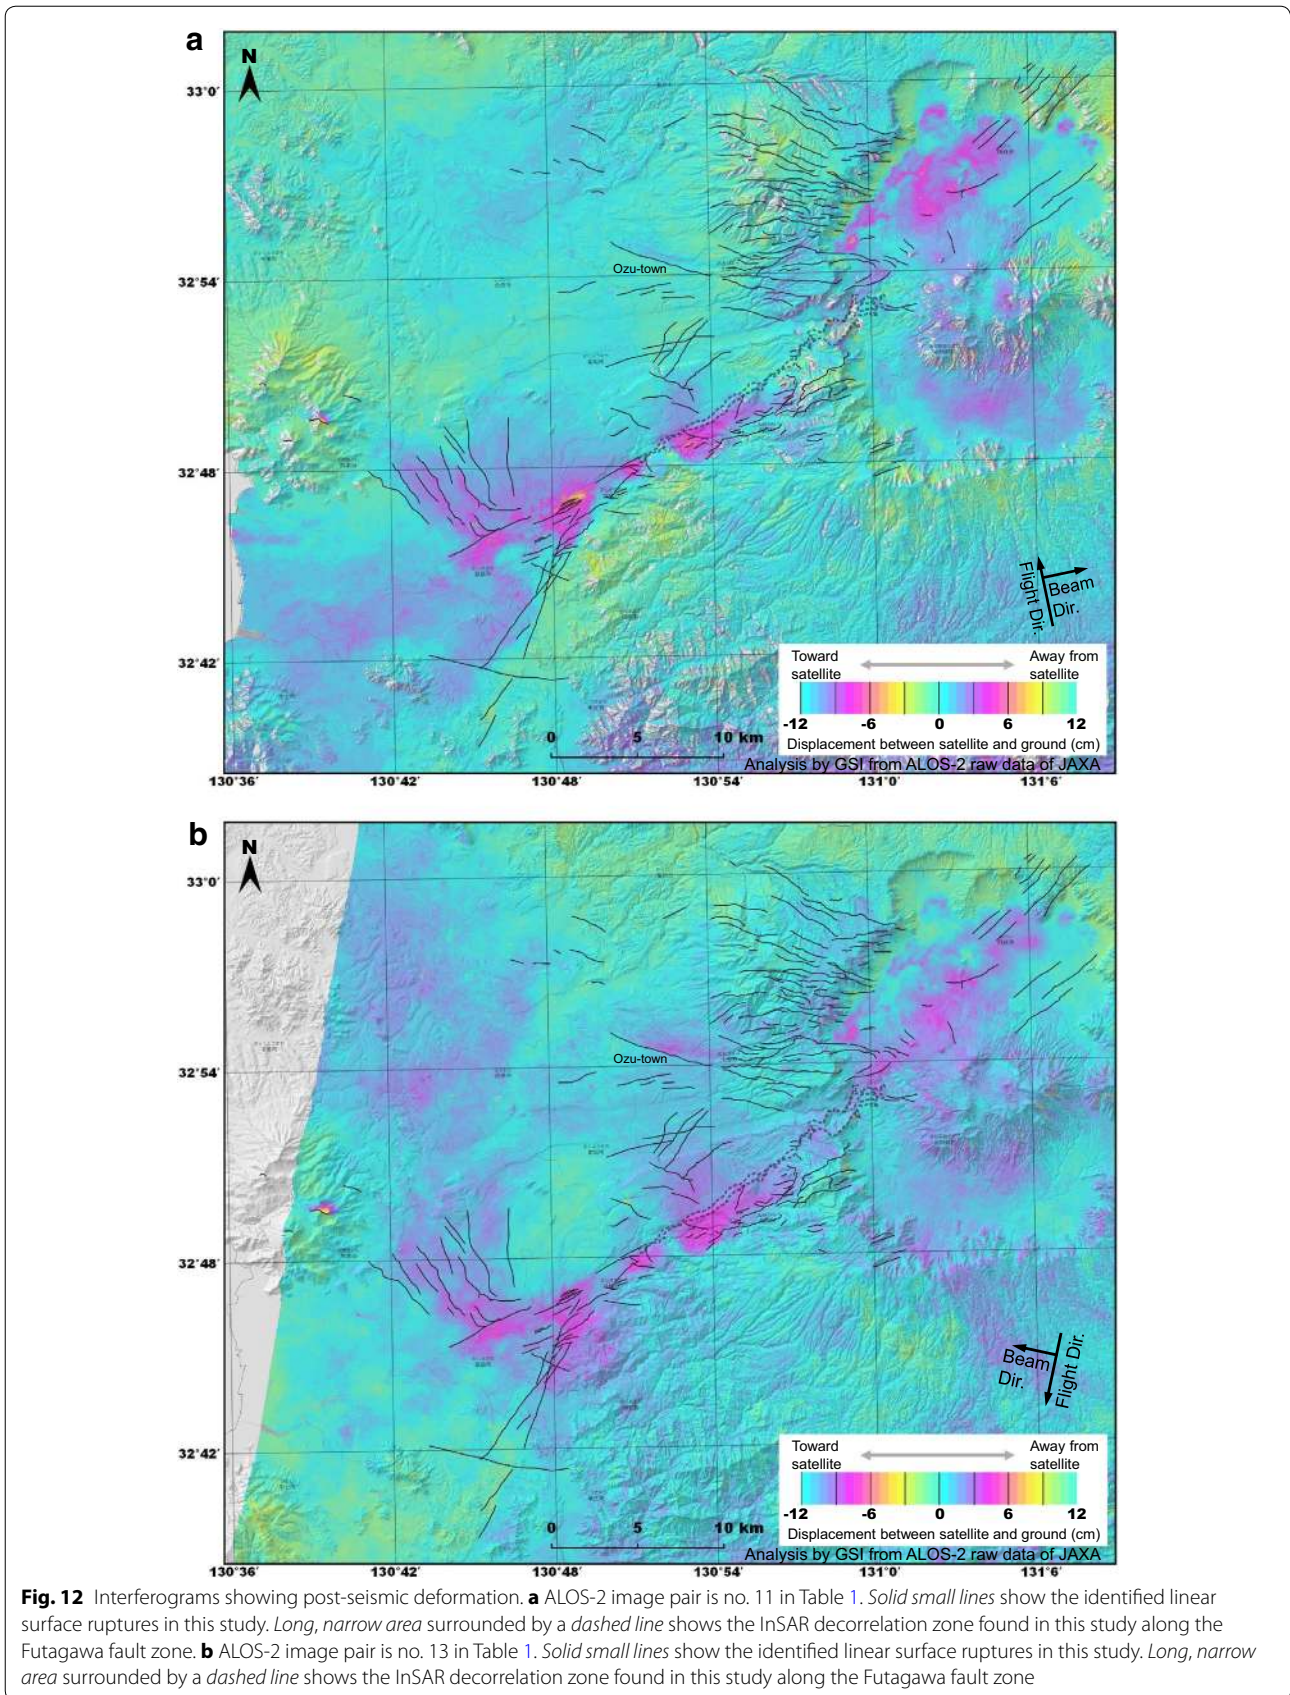 a
N
33°0'
32°54'
32°48'
32°42'
Ozu-town
Flight Dir.
Beam
Dir.
Toward
satellite
Away from
satellite
-12 -6 0 6 12
Displacement between satellite and ground (cm)
0 5 10 km
Analysis by GSI from ALOS-2 raw data of JAXA
130°36' 130°42' 130°48' 130°54' 131°0' 131°6'
b
N
33°0'
32°54'
32°48'
32°42'
Ozu-town
Beam
Dir.
Flight Dir.
Toward
satellite
Away from
satellite
-12 -6 0 6 12
Displacement between satellite and ground (cm)
0 5 10 km
Analysis by GSI from ALOS-2 raw data of JAXA
130°36' 130°42' 130°48' 130°54' 131°0' 131°6'
Fig. 12 Interferograms showing post-seismic deformation. a ALOS-2 image pair is no. 11 in Table 1. Solid small lines show the identified linear
surface ruptures in this study. Long, narrow area surrounded by a dashed line shows the InSAR decorrelation zone found in this study along the
Futagawa fault zone. b ALOS-2 image pair is no. 13 in Table 1. Solid small lines show the identified linear surface ruptures in this study. Long, narrow
area surrounded by a dashed line shows the InSAR decorrelation zone found in this study along the Futagawa fault zone